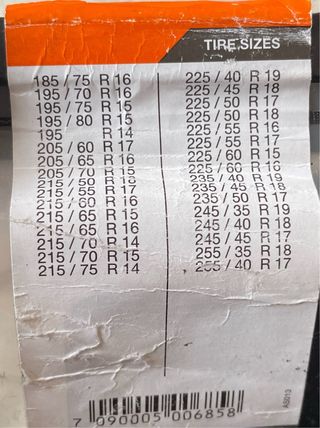 TIRE SIZES
185 / 75 R 16
195 / 70 R 16
195 / 75 R 15
195 / 80 R 15
195 R 14
205 / 60 R 17
205 / 65 R 16
205 / 70 R 15
215 / 50 R
215 / 55 R 17
215 / 60 R 16
215 / 65 R 15
215 / 65 R 16
215 / 70 R 14
215 / 70 R 15
215 / 75 R 14
225 / 40 R 19
225 / 45 R 18
225 / 50 R 17
225 / 50 R 18
225 / 55 R 16
225 / 55 R 17
225 / 60 R 15
225 / 60 R 16
235 / 40 R 19
235 / 45 R 18
235 / 50 R 17
245 / 35 R 19
245 / 40 R 18
245 / 45 R 17
255 / 35 R 18
255 / 40 R 17
AS013
7 090005 006858